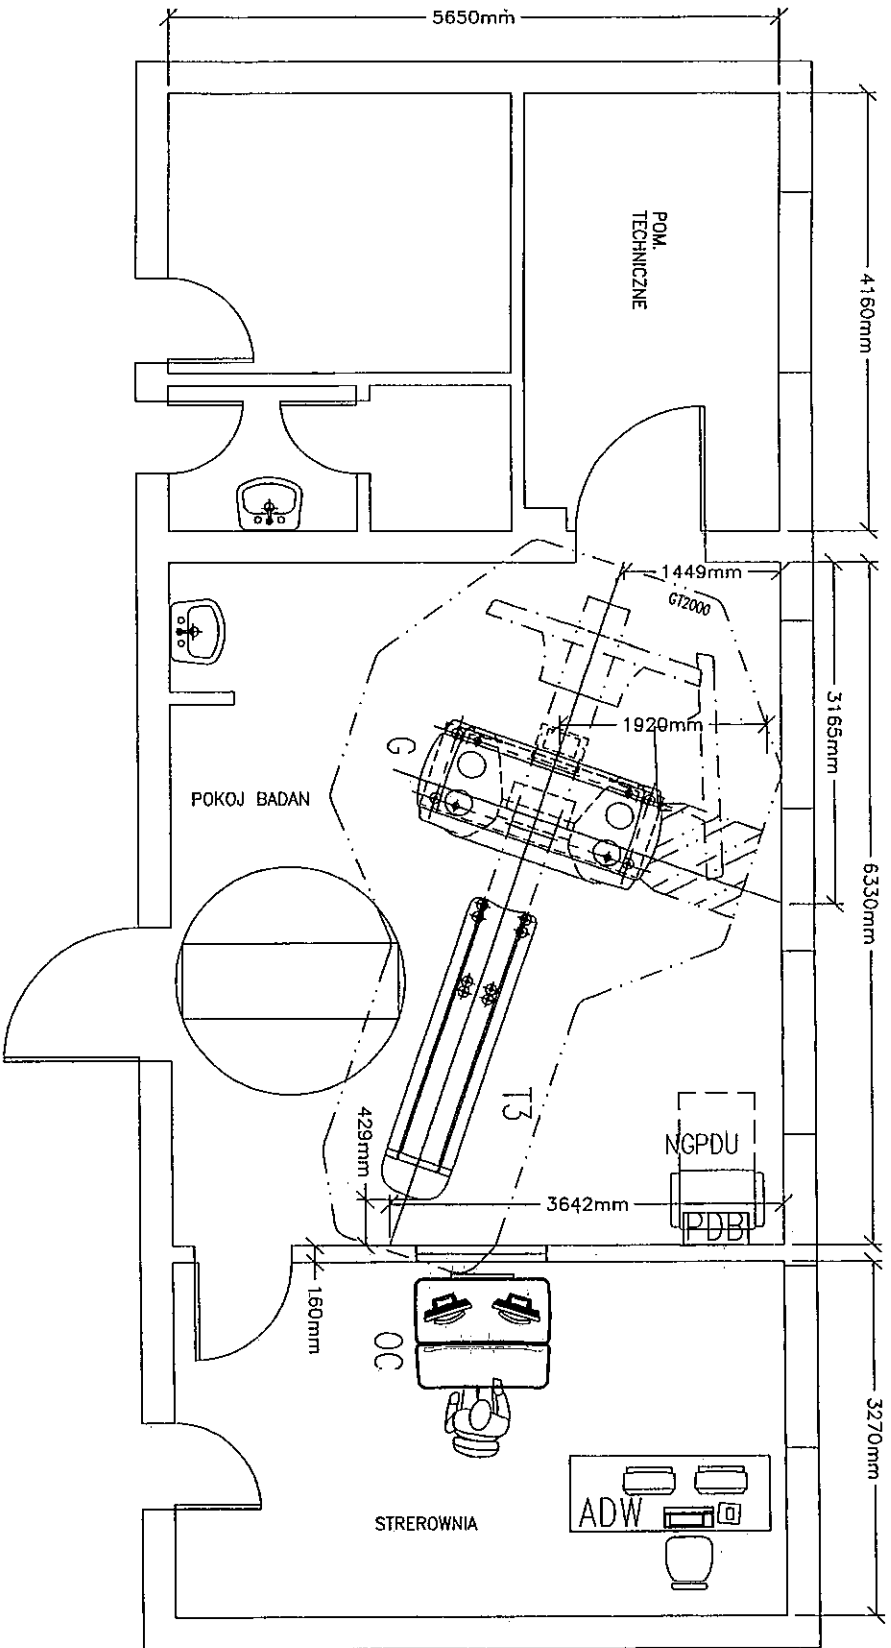 5650mm
POM.
TECHNICZNE
4160mm
1449mm
GT2000
3165mm
1920mm
G
POKOJ BADAN
6330mm
T3
NGPDU
429mm
3642mm
PDB
160mm
OC
3270mm
ADW
STREROWNIA